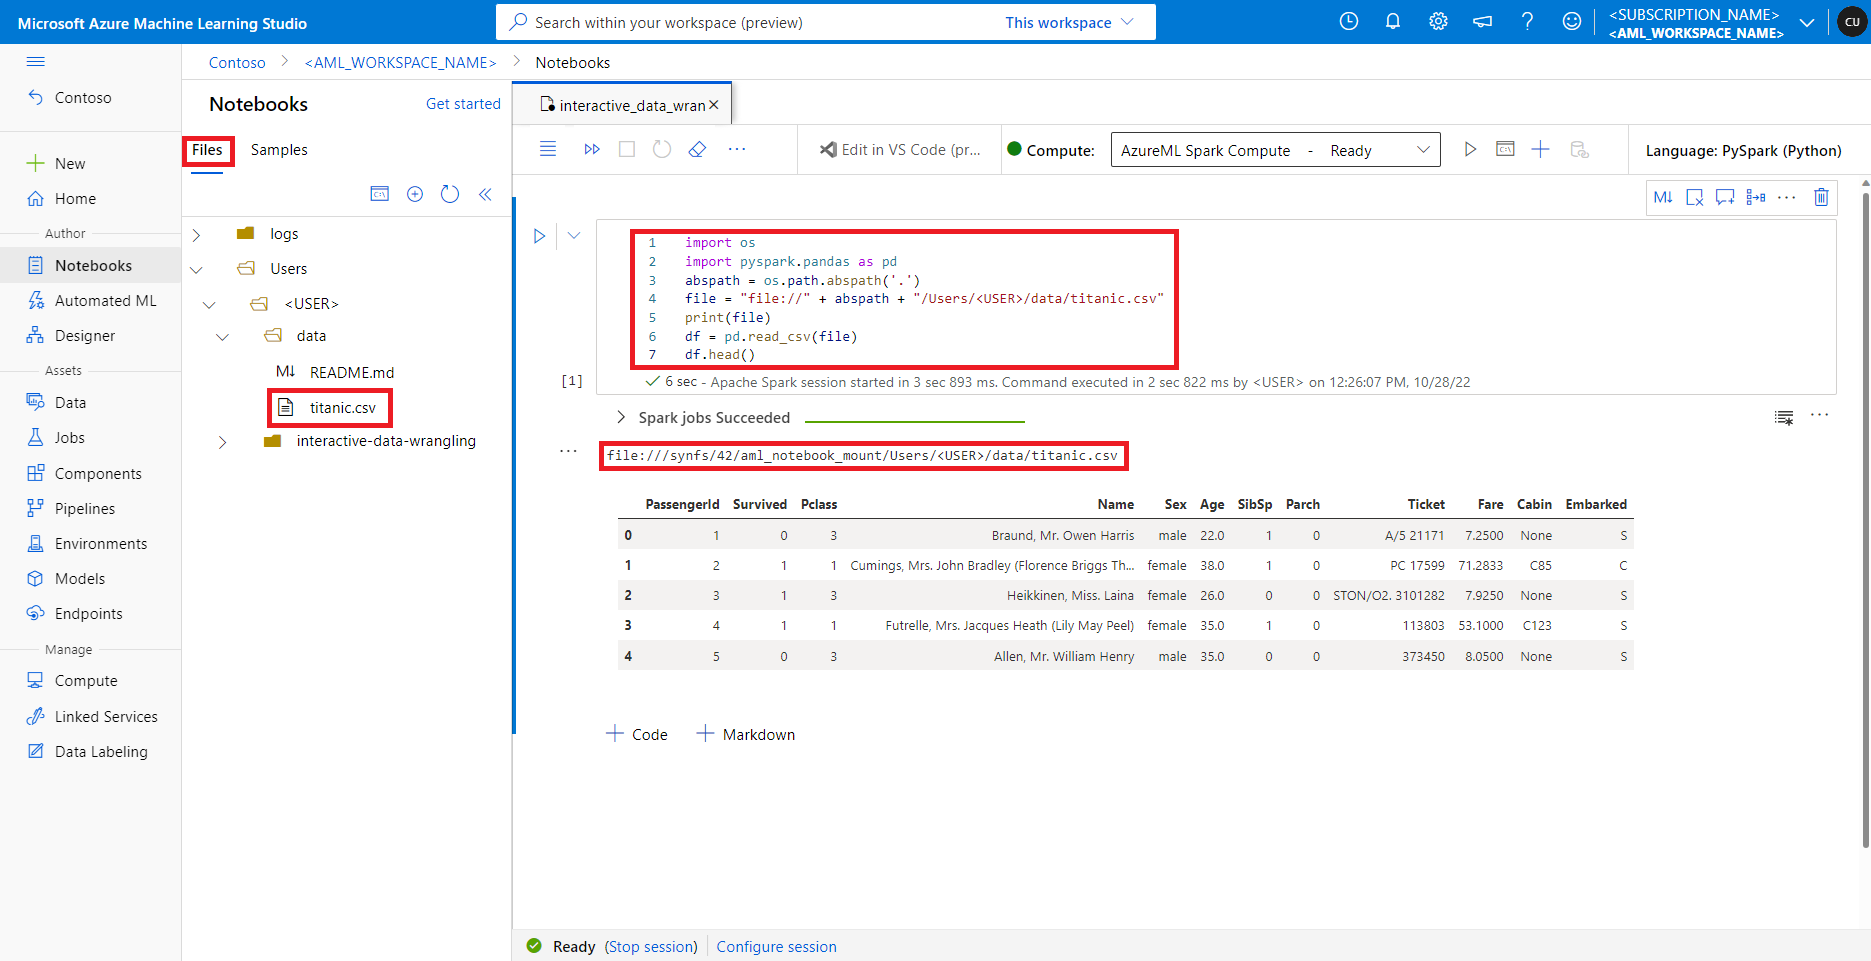 Microsoft Azure Machine Learning Studio
Search within your workspace (preview)
This workspace
<SUBSCRIPTION_NAME>
<AML_WORKSPACE_NAME>
CU
Contoso
New
Home
Author
Notebooks
Automated ML
Designer
Assets
Data
Jobs
Components
Pipelines
Environments
Models
Endpoints
Manage
Compute
Linked Services
Data Labeling
Contoso > <AML_WORKSPACE_NAME> > Notebooks
Notebooks
Get started
Files
Samples
logs
Users
<USER>
data
M↓ README.md
titanic.csv
interactive-data-wrangling
interactive_data_wran ×
Edit in VS Code (pr...
Compute:
AzureML Spark Compute - Ready
Language: PySpark (Python)
M↓
1 import os
2 import pyspark.pandas as pd
3 abspath = os.path.abspath('.')
4 file = "file://" + abspath + "/Users/<USER>/data/titanic.csv"
5 print(file)
6 df = pd.read_csv(file)
7 df.head()
[1]
6 sec - Apache Spark session started in 3 sec 893 ms. Command executed in 2 sec 822 ms by <USER> on 12:26:07 PM, 10/28/22
Spark jobs Succeeded
file:///synfs/42/aml_notebook_mount/Users/<USER>/data/titanic.csv
PassengerId Survived Pclass Name Sex Age SibSp Parch Ticket Fare Cabin Embarked
0 1 0 3 Braund, Mr. Owen Harris male 22.0 1 0 A/5 21171 7.2500 None S
1 2 1 1 Cumings, Mrs. John Bradley (Florence Briggs Th... female 38.0 1 0 PC 17599 71.2833 C85 C
2 3 1 3 Heikkinen, Miss. Laina female 26.0 0 0 STON/O2. 3101282 7.9250 None S
3 4 1 1 Futrelle, Mrs. Jacques Heath (Lily May Peel) female 35.0 1 0 113803 53.1000 C123 S
4 5 0 3 Allen, Mr. William Henry male 35.0 0 0 373450 8.0500 None S
+ Code
+ Markdown
Ready (Stop session)
Configure session